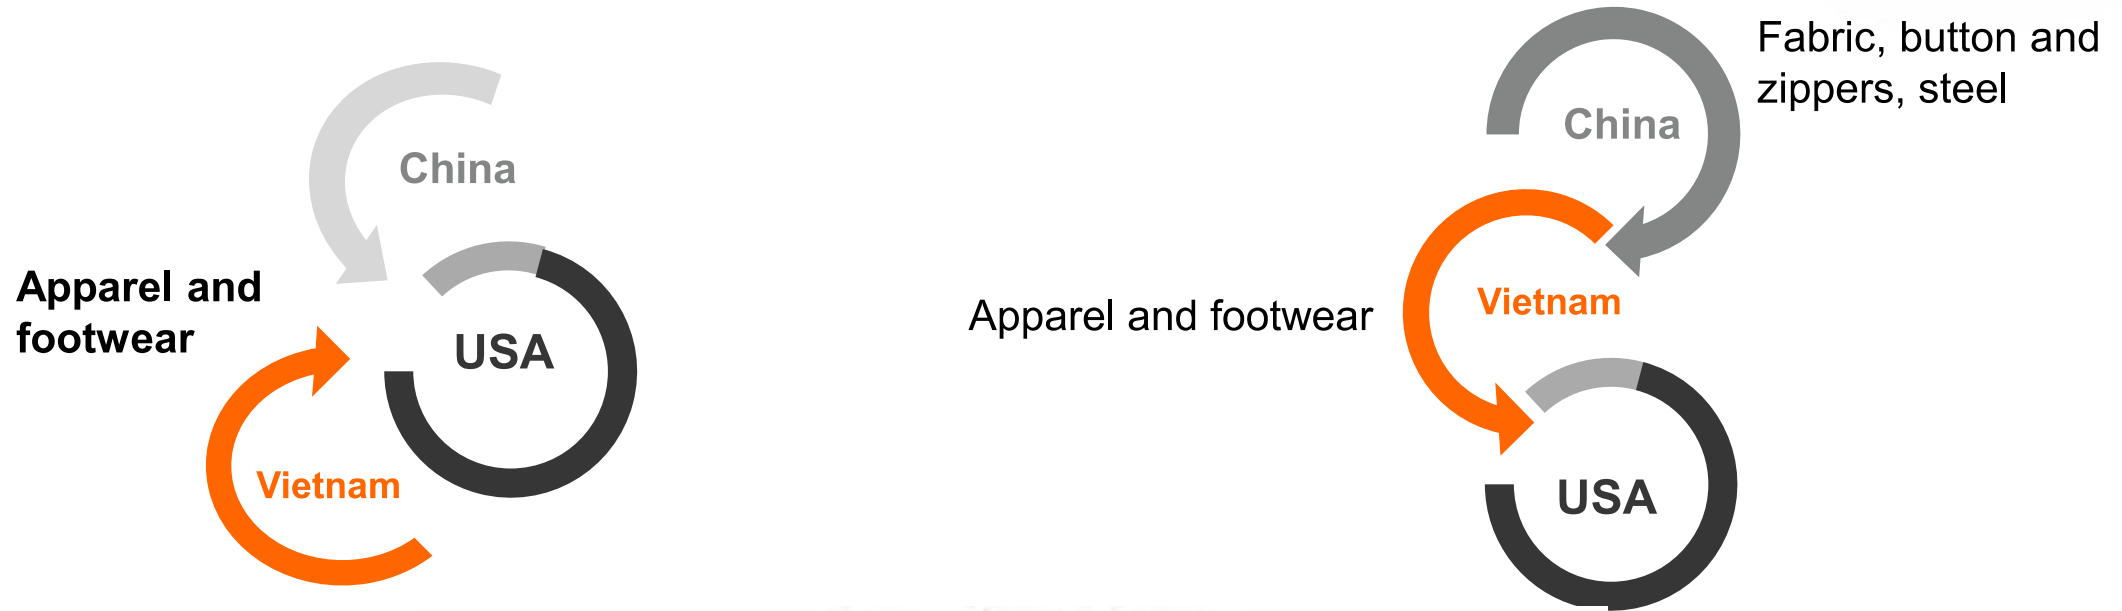 China
Apparel and
footwear
USA
Vietnam
Fabric, button and
zippers, steel
China
Vietnam
Apparel and footwear
USA